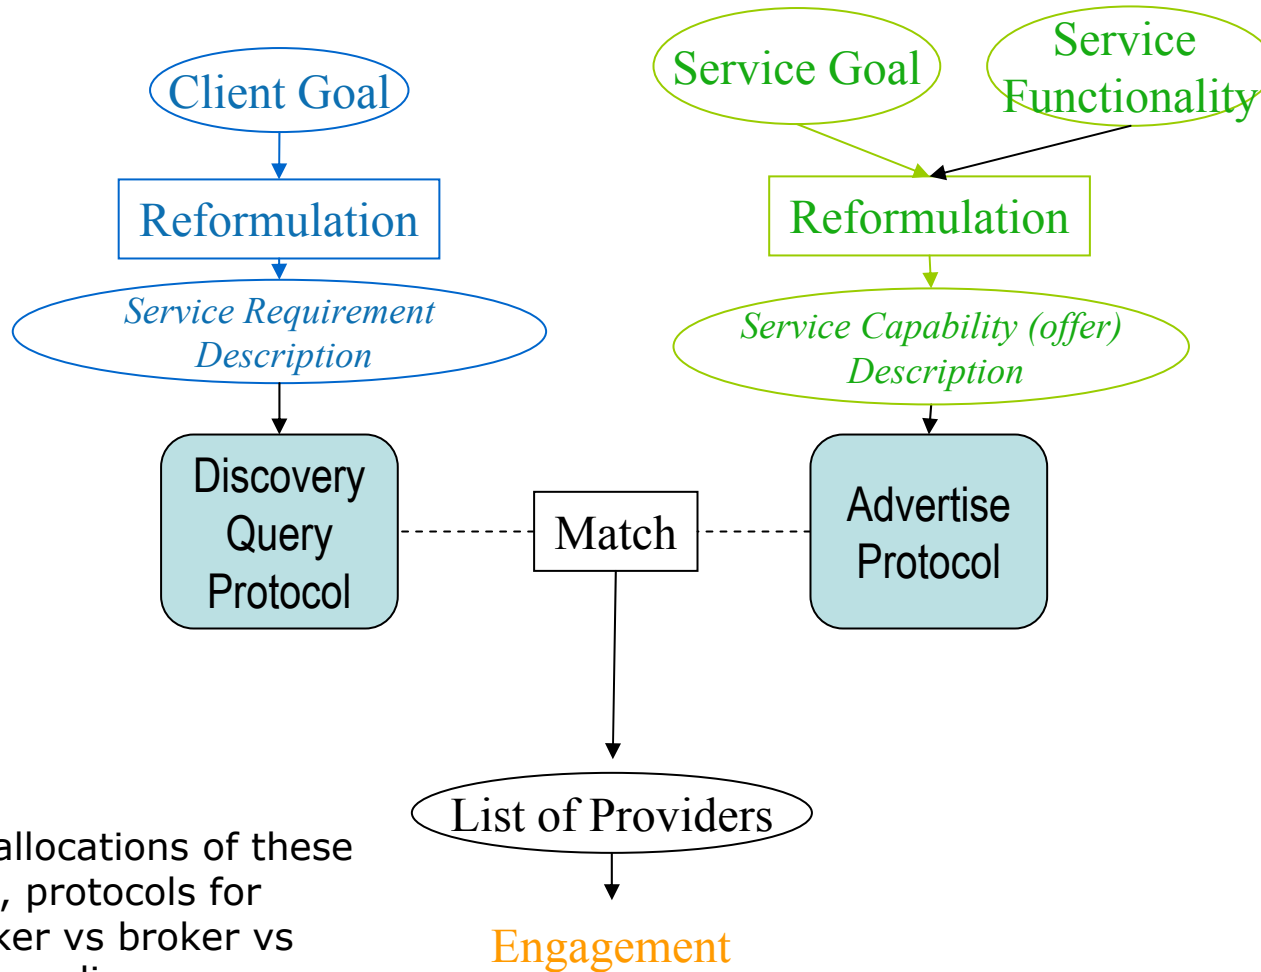 Client Goal
Service Goal
Service
Functionality
Reformulation
Reformulation
Service Requirement
Description
Service Capability (offer)
Description
Discovery
Query
Protocol
Match
Advertise
Protocol
List of Providers
allocations of these
, protocols for
ker vs broker vs
Engagement